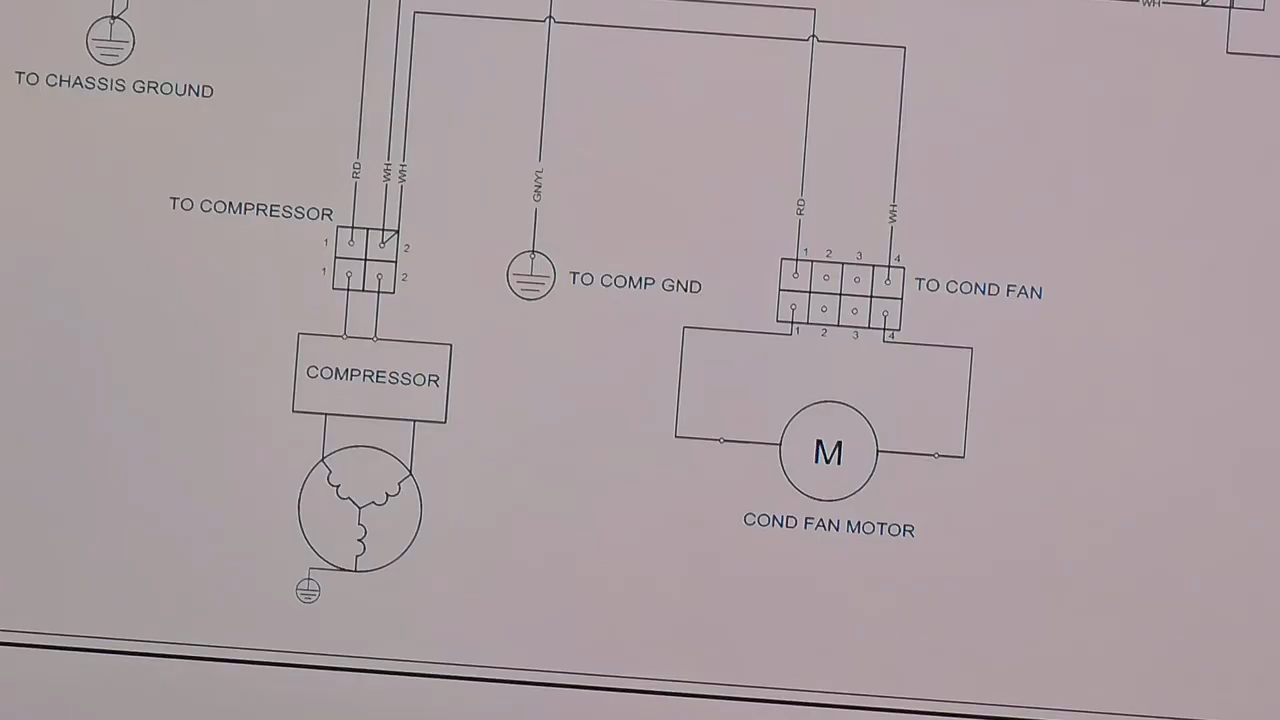 WH
TO CHASSIS GROUND
RD
WH
WH
GN/YL
RD
WH
TO COMPRESSOR
1
2
1
2
TO COMP GND
1
2
3
4
TO COND FAN
1
2
3
4
COMPRESSOR
M
COND FAN MOTOR